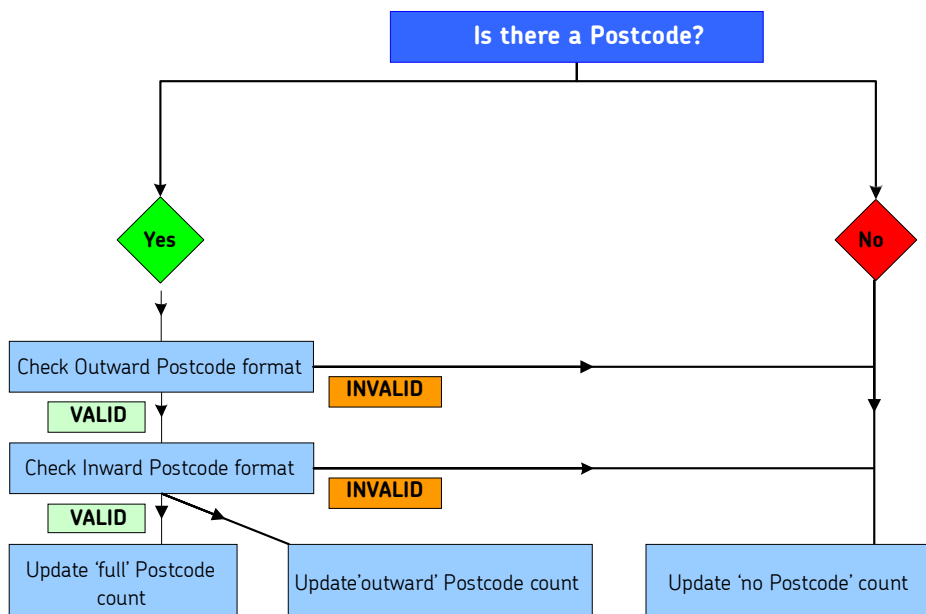 Is there a Postcode?
Yes
No
Check Outward Postcode format
INVALID
VALID
Check Inward Postcode format
INVALID
VALID
Update ‘full’ Postcode
count
Update’outward’ Postcode count
Update ‘no Postcode’ count